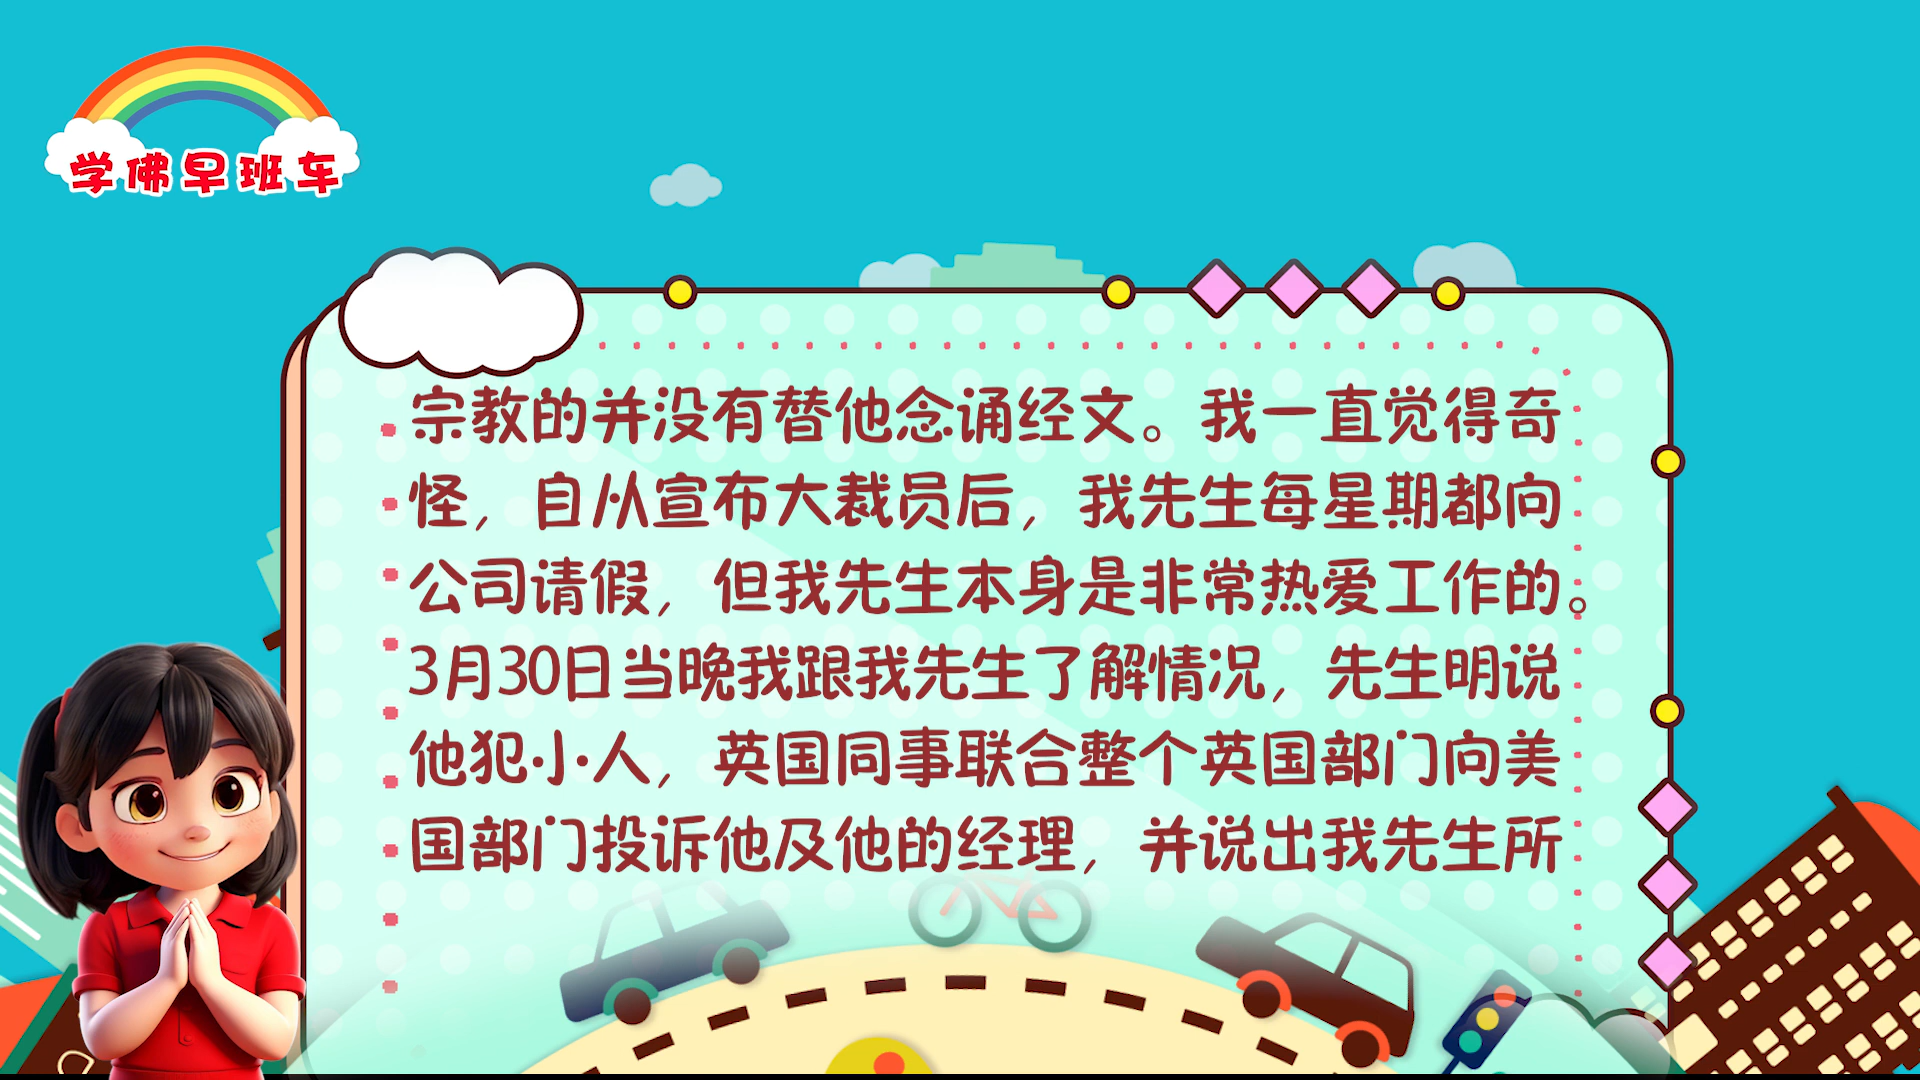 学佛早班车
宗教的并没有替他念诵经文。我一直觉得奇
怪，自从宣布大裁员后，我先生每星期都向
公司请假，但我先生本身是非常热爱工作的。
3月30日当晚我跟我先生了解情况，先生明说
他犯小人，英国同事联合整个英国部门向美
国部门投诉他及他的经理，并说出我先生所